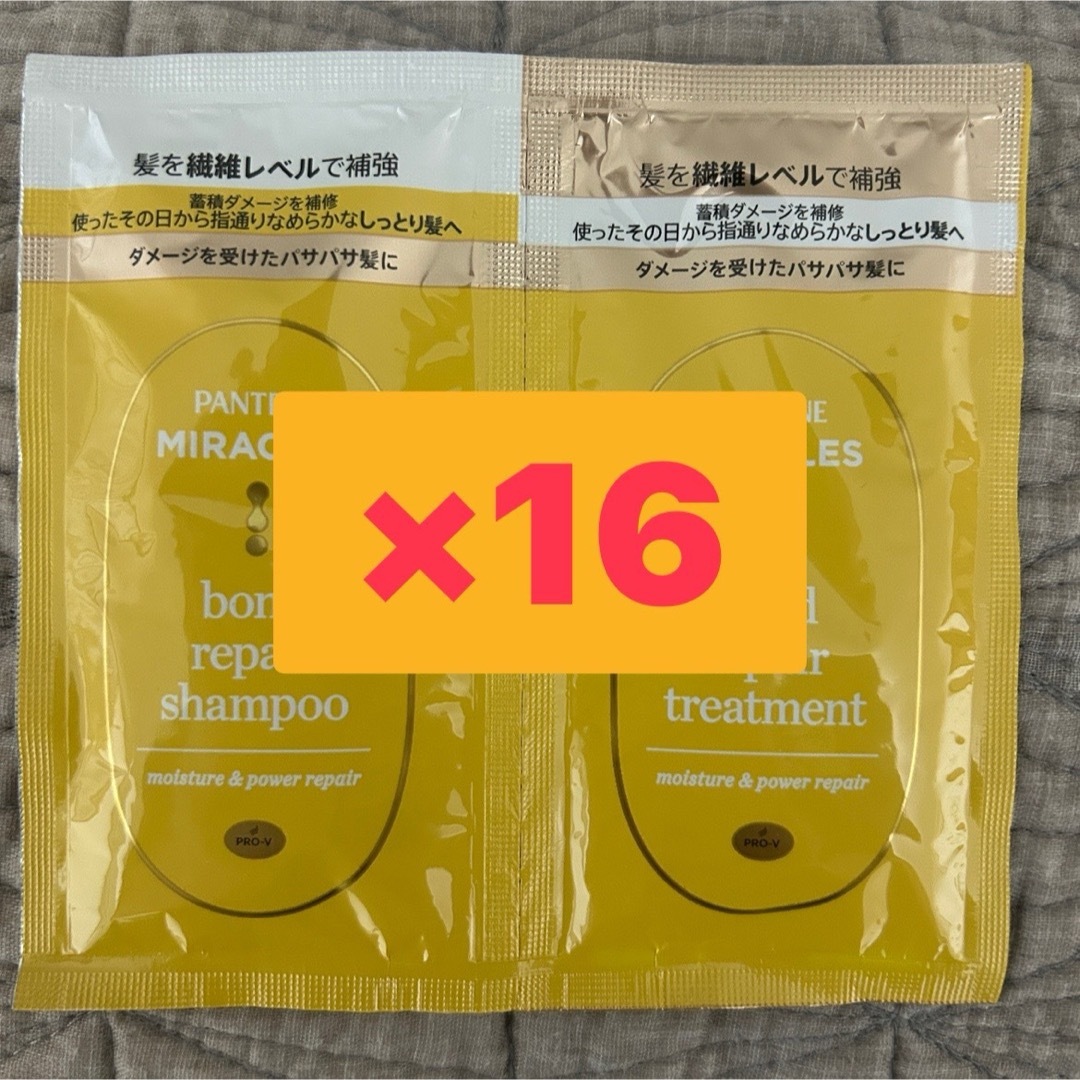 髪を繊維レベルで補強
蓄積ダメージを補修
使ったその日から指通りなめらかなしっとり髪へ
ダメージを受けたパサパサ髪に
MIRAC
shampoo
moisture & power repair
PRO-V
髪を繊維レベルで補強
蓄積ダメージを補修
使ったその日から指通りなめらかなしっとり髪へ
ダメージを受けたパサパサ髪に
LES
treatment
moisture & power repair
PRO-V
×16